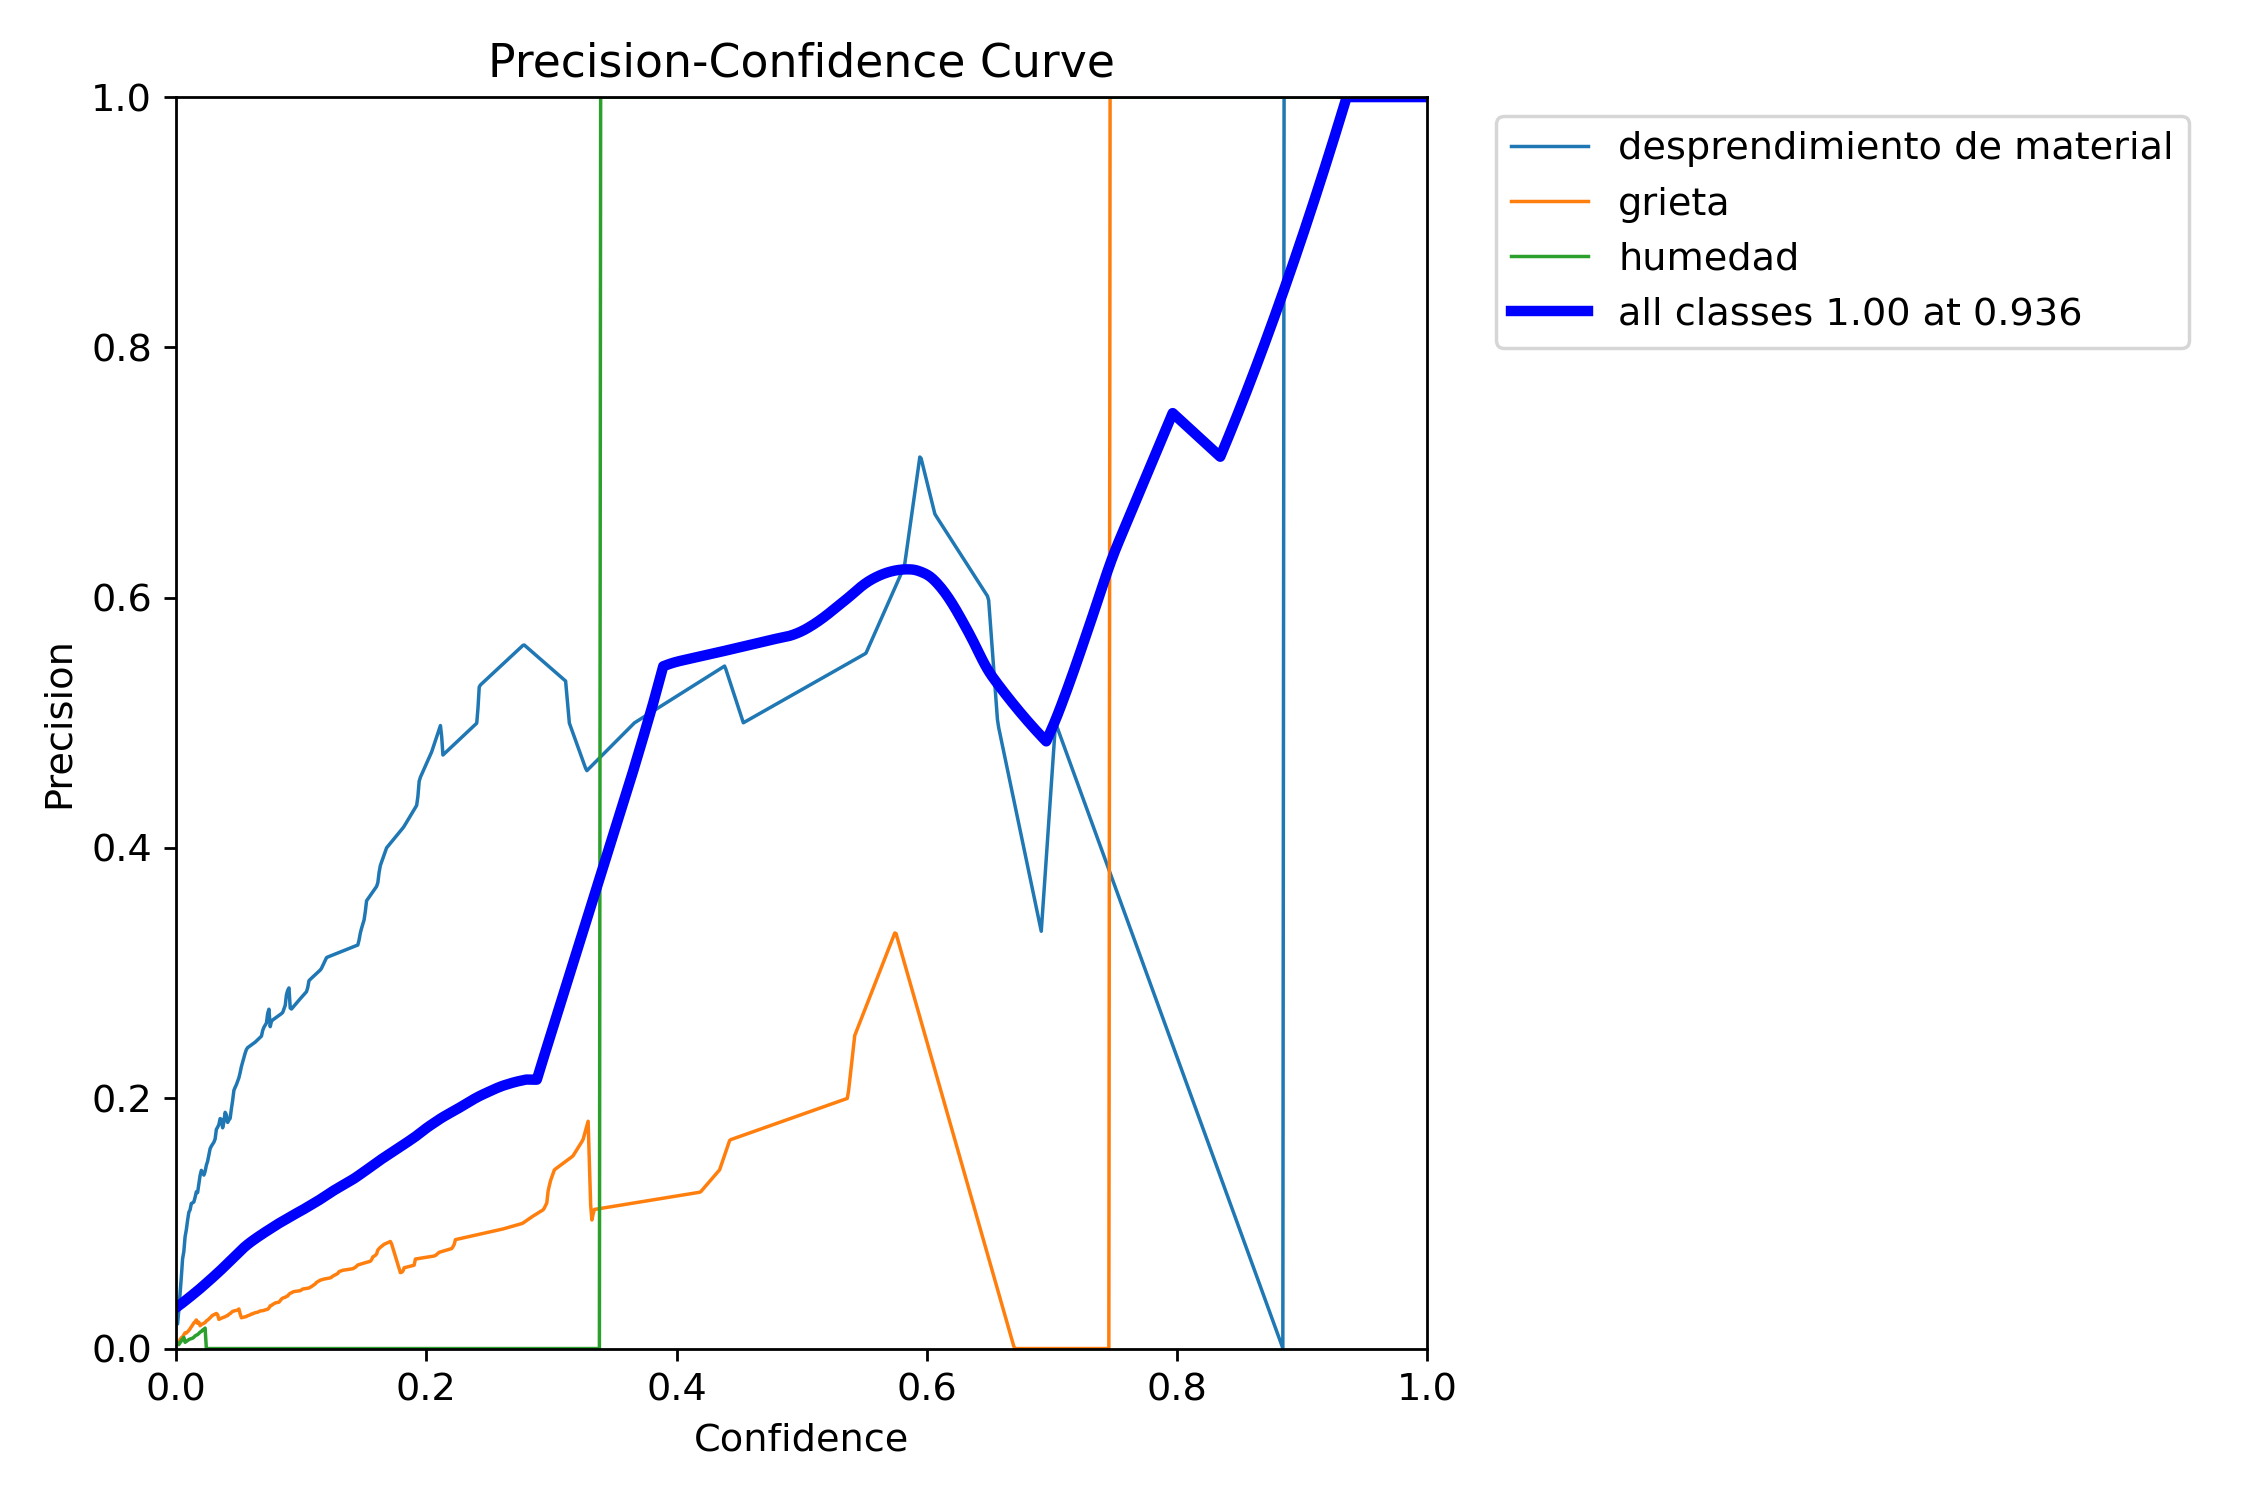 Precision-Confidence Curve
1.0
0.8
0.6
0.4
0.2
0.0
Precision
0.0 0.2 0.4 0.6 0.8 1.0
Confidence
desprendimiento de material
grieta
humedad
all classes 1.00 at 0.936